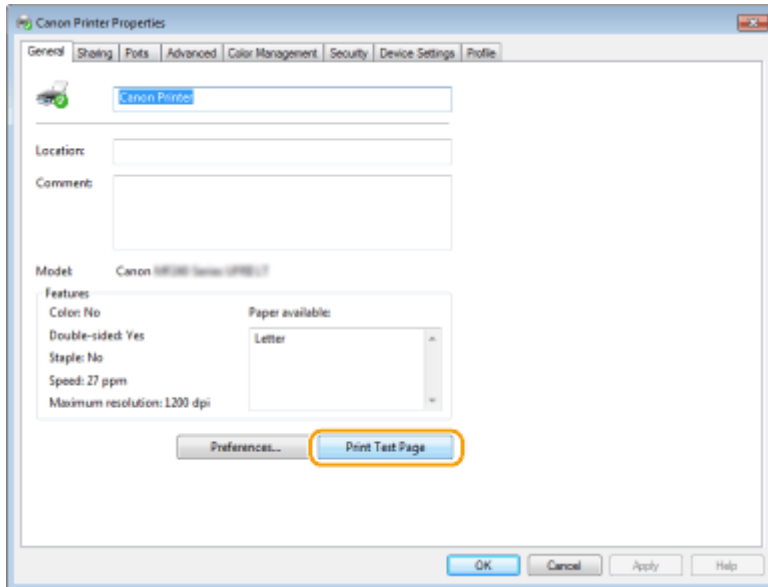 Canon Printer Properties
General Sharing Ports Advanced Color Management Security Device Settings Profile
Canon Printer
Location:
Comment:
Model: Canon
Features
Color: No
Paper available:
Double-sided: Yes
Letter
Staple: No
Speed: 27 ppm
Maximum resolution: 1200 dpi
Preferences... Print Test Page
OK Cancel Apply Help